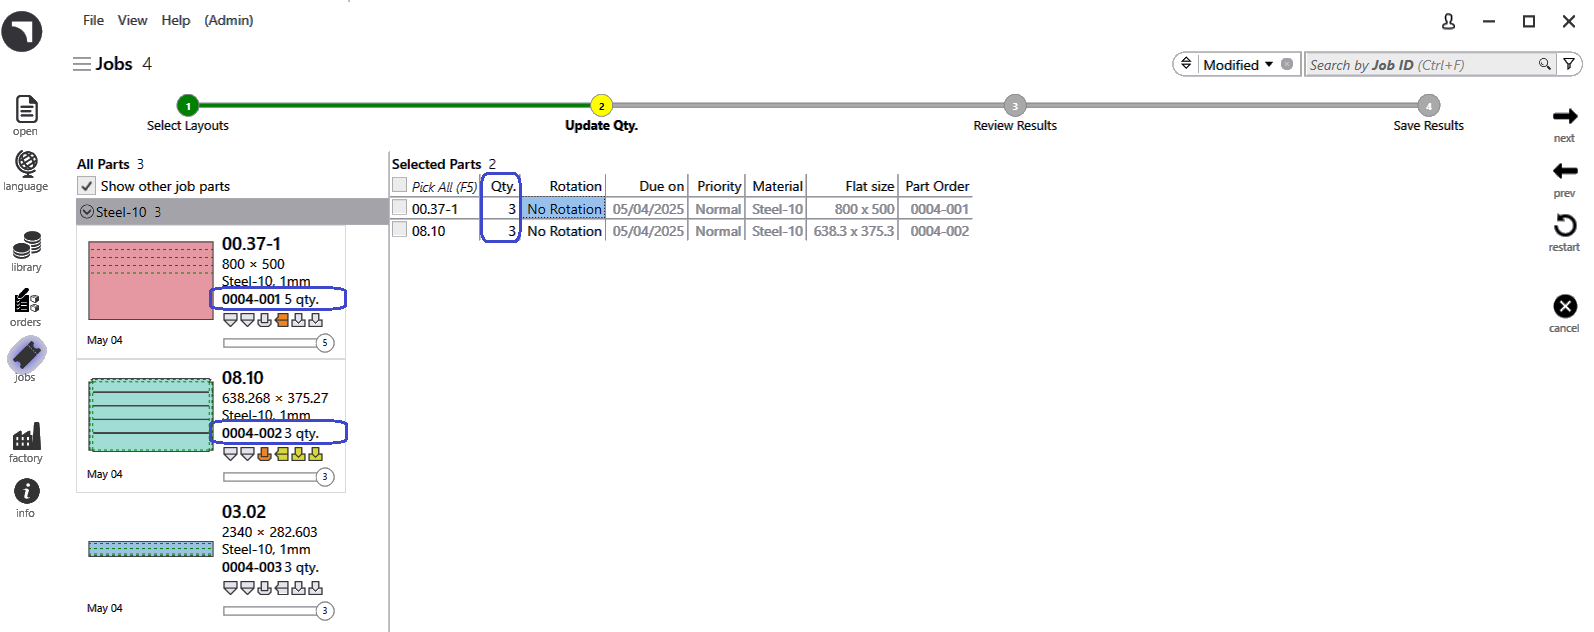 File View Help (Admin)
Jobs 4
Modified
Search by Job ID (Ctrl+F)
1 2 3 4
Select Layouts Update Qty. Review Results Save Results
open
language
library
orders
jobs
factory
info
All Parts 3
Show other job parts
Steel-10 3
00.37-1
800 × 500
Steel-10, 1mm
0004-001 5 qty.
May 04
5
08.10
638.268 × 375.27
Steel-10, 1mm
0004-002 3 qty.
May 04
3
03.02
2340 × 282.603
Steel-10, 1mm
0004-003 3 qty.
May 04
3
Selected Parts 2
Pick All (F5) Qty. Rotation Due on Priority Material Flat size Part Order
00.37-1 3 No Rotation 05/04/2025 Normal Steel-10 800 x 500 0004-001
08.10 3 No Rotation 05/04/2025 Normal Steel-10 638.3 x 375.3 0004-002
next
prev
restart
cancel